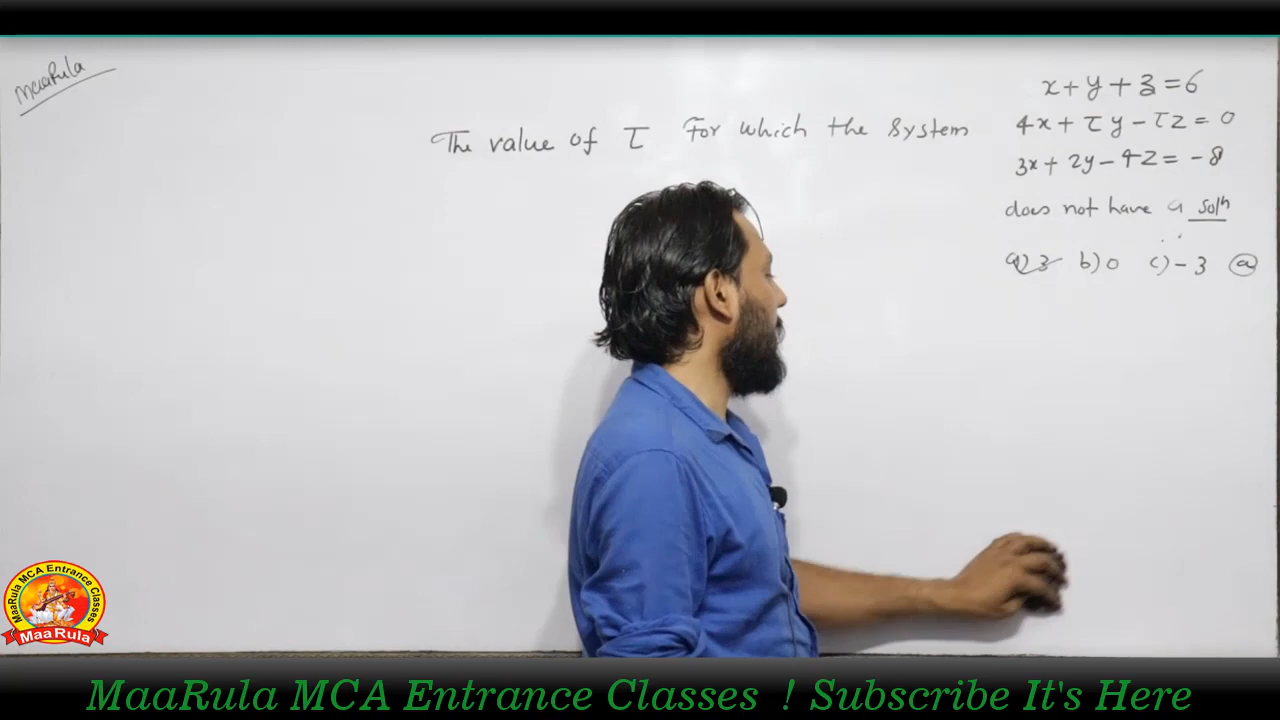 MaaRula
The value of τ For which the system
x + y + z = 6
4x + τy - τz = 0
3x + 2y - 4z = -8
does not have a solⁿ
a) 3 b) 0 c) -3 ⓐ
MaaRula MCA Entrance Classes
MaaRula
MaaRula MCA Entrance Classes ! Subscribe It's Here